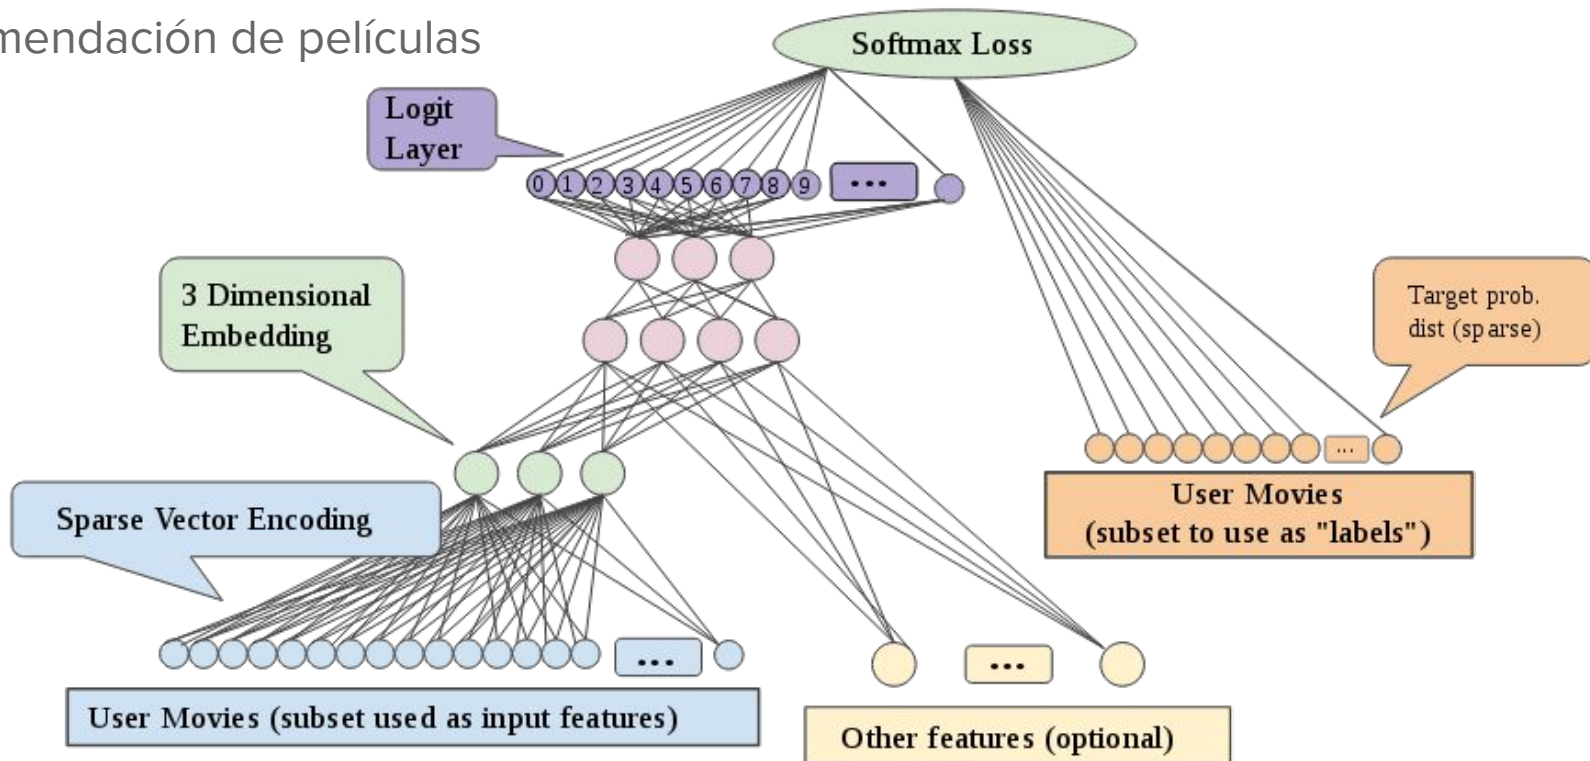 mendación de películas
Softmax Loss
Logit
Layer
0 1 2 3 4 5 6 7 8 9 ...
3 Dimensional
Embedding
Target prob.
dist (sparse)
...
User Movies
(subset to use as "labels")
Sparse Vector Encoding
...
...
User Movies (subset used as input features)
Other features (optional)